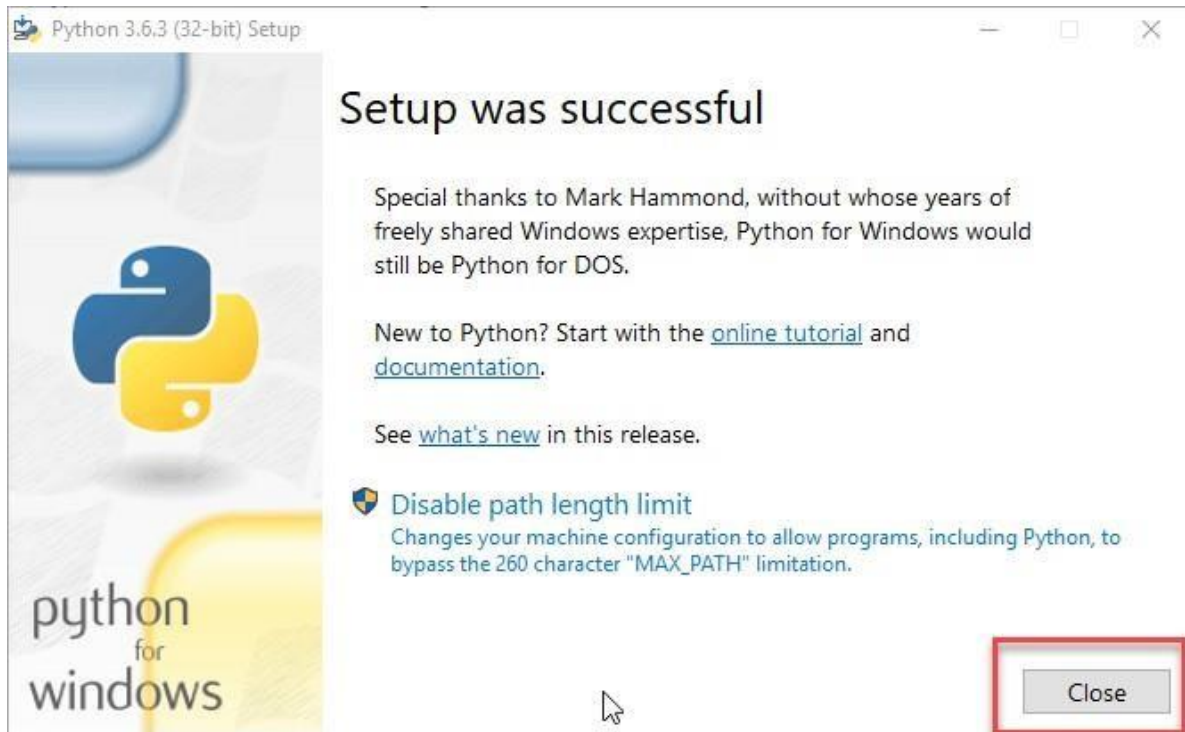 Python 3.6.3 (32-bit) Setup
Setup was successful
Special thanks to Mark Hammond, without whose years of
freely shared Windows expertise, Python for Windows would
still be Python for DOS.
New to Python? Start with the online tutorial and
documentation.
See what's new in this release.
Disable path length limit
Changes your machine configuration to allow programs, including Python, to
bypass the 260 character "MAX_PATH" limitation.
python
for
windows
Close